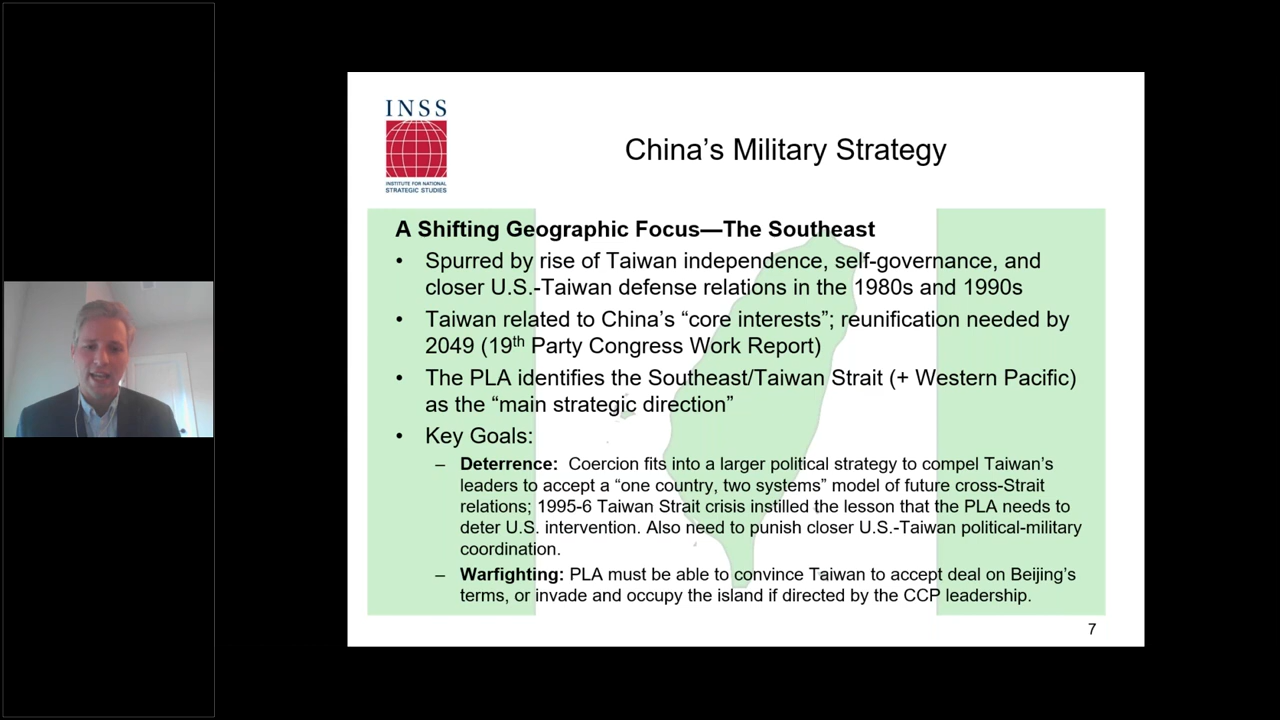 INSS
INSTITUTE FOR NATIONAL
STRATEGIC STUDIES
China’s Military Strategy
A Shifting Geographic Focus—The Southeast
• Spurred by rise of Taiwan independence, self-governance, and
closer U.S.-Taiwan defense relations in the 1980s and 1990s
• Taiwan related to China’s “core interests”; reunification needed by
2049 (19th Party Congress Work Report)
• The PLA identifies the Southeast/Taiwan Strait (+ Western Pacific)
as the “main strategic direction”
• Key Goals:
– Deterrence: Coercion fits into a larger political strategy to compel Taiwan’s
leaders to accept a “one country, two systems” model of future cross-Strait
relations; 1995-6 Taiwan Strait crisis instilled the lesson that the PLA needs to
deter U.S. intervention. Also need to punish closer U.S.-Taiwan political-military
coordination.
– Warfighting: PLA must be able to convince Taiwan to accept deal on Beijing’s
terms, or invade and occupy the island if directed by the CCP leadership.
7